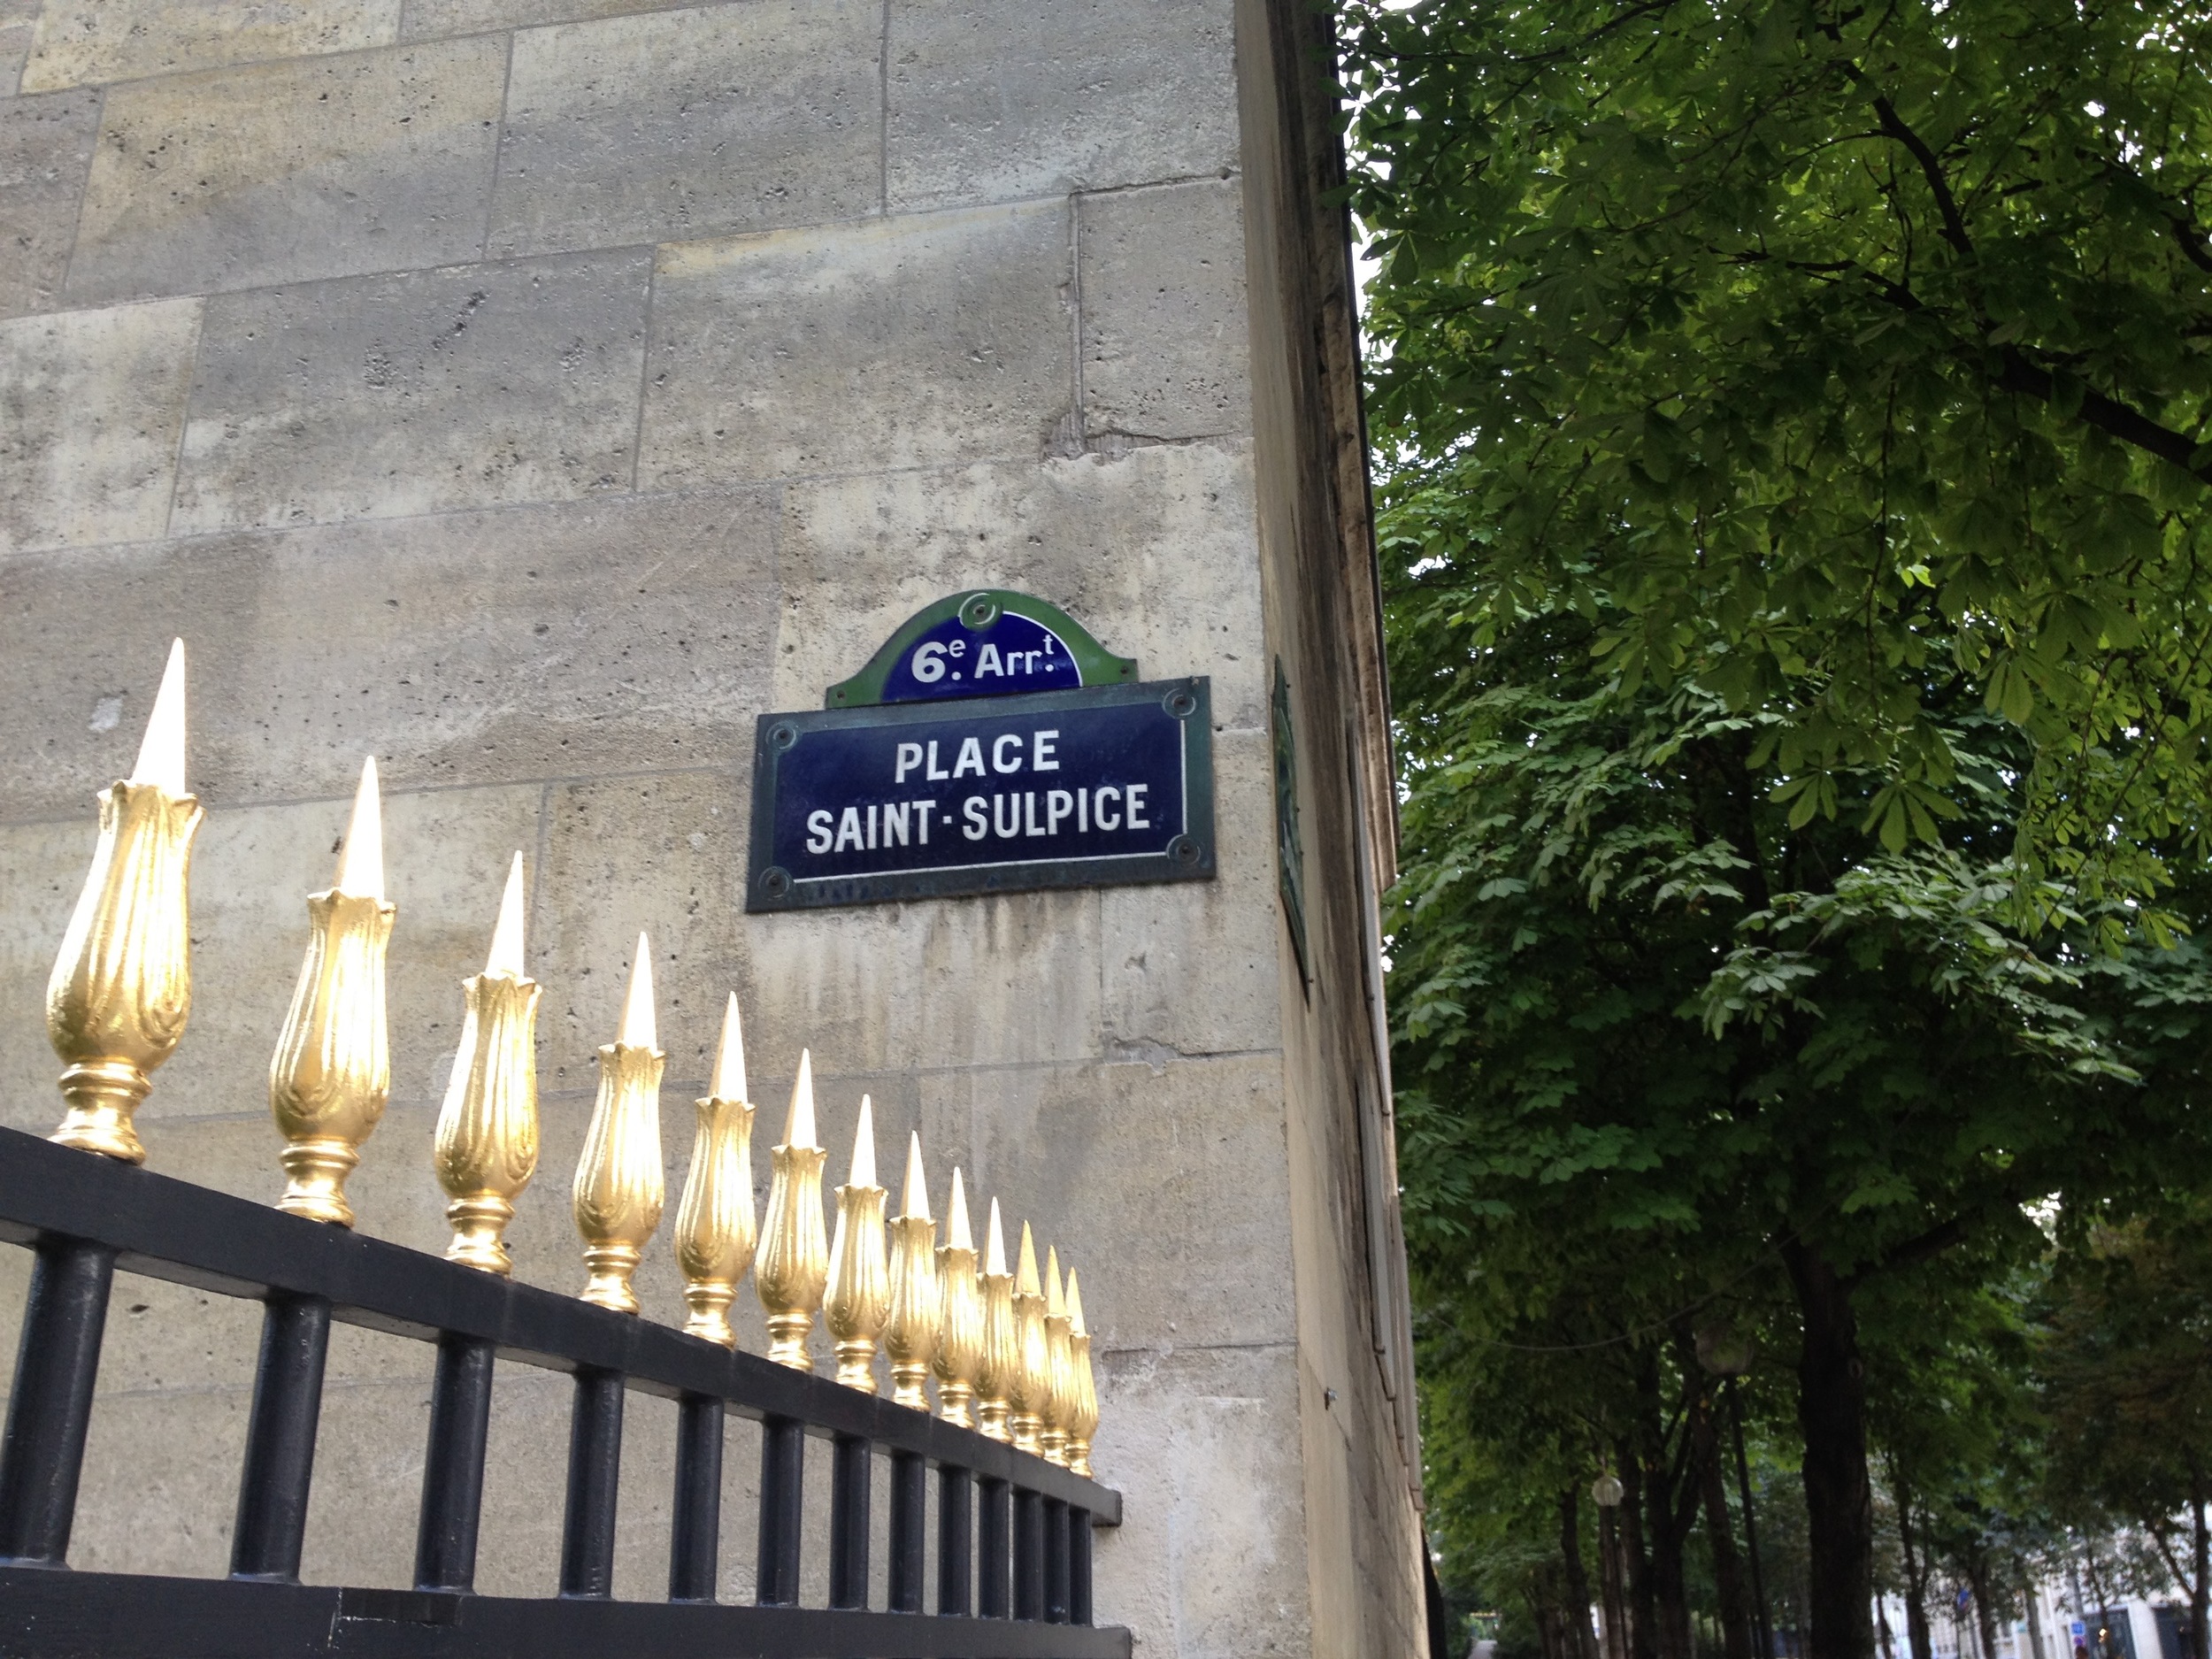 6e. Arrt.
PLACE
SAINT-SULPICE